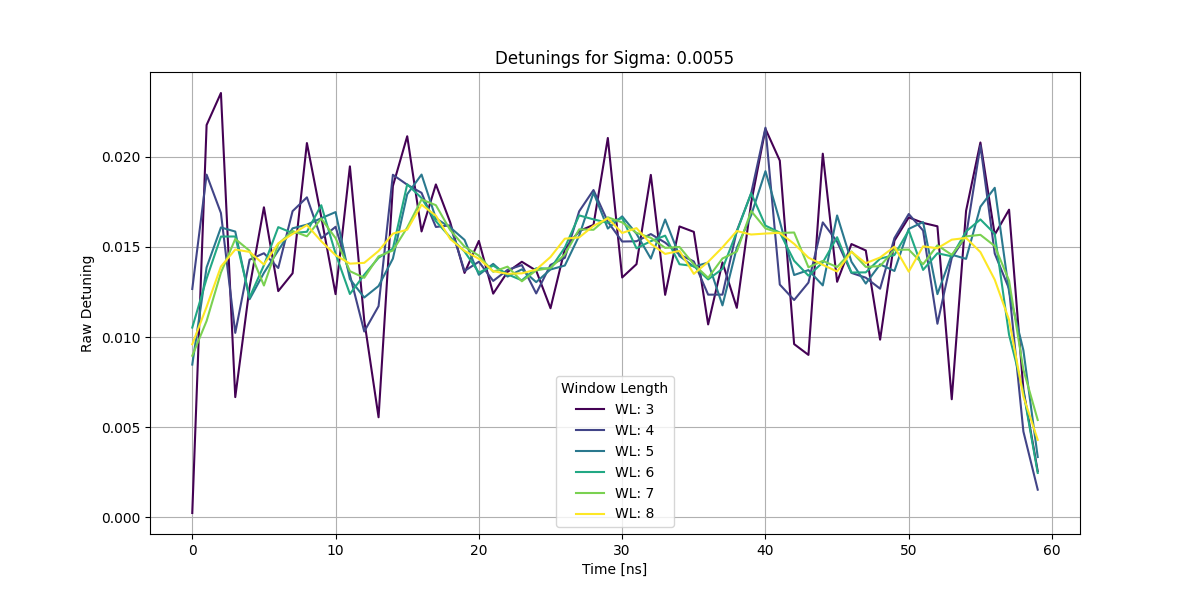 Detunings for Sigma: 0.0055
Raw Detuning
0.020
0.015
0.010
0.005
0.000
Window Length
WL: 3
WL: 4
WL: 5
WL: 6
WL: 7
WL: 8
0 10 20 30 40 50 60
Time [ns]